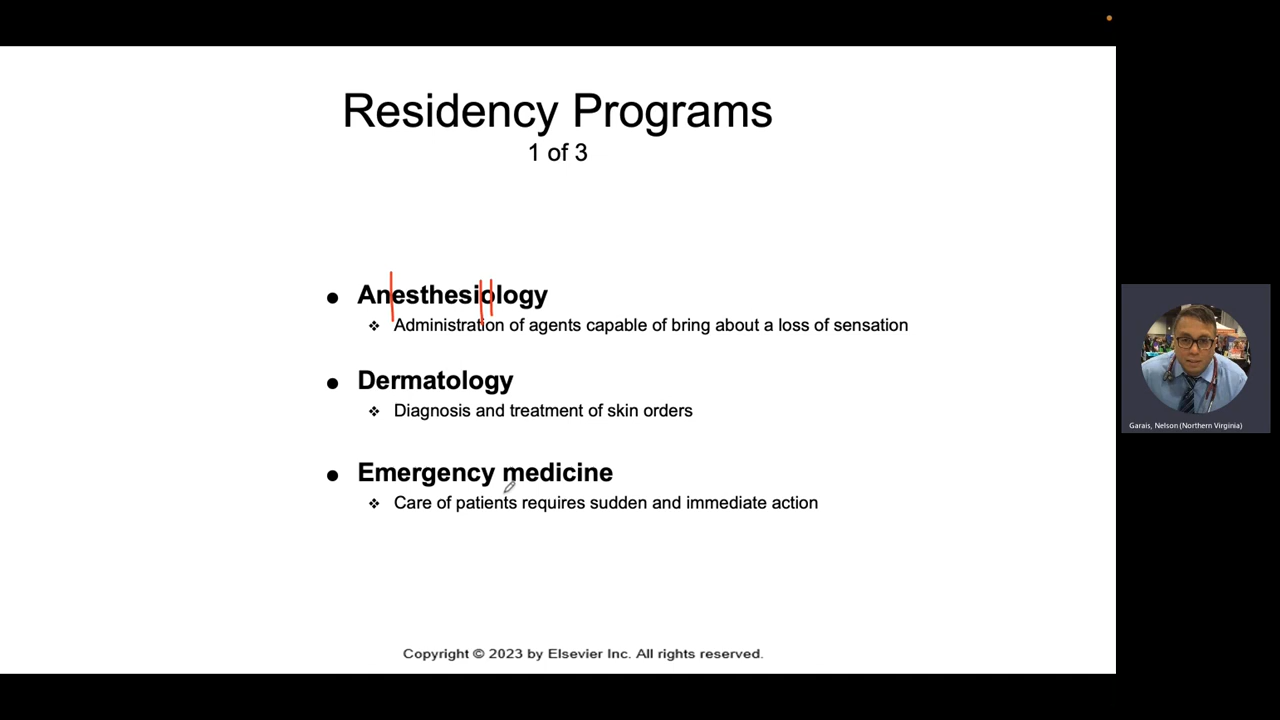 Residency Programs
1 of 3
● Anesthesiology
❖ Administration of agents capable of bring about a loss of sensation
● Dermatology
❖ Diagnosis and treatment of skin orders
● Emergency medicine
❖ Care of patients requires sudden and immediate action
Garais, Nelson (Northern Virginia)
Copyright © 2023 by Elsevier Inc. All rights reserved.